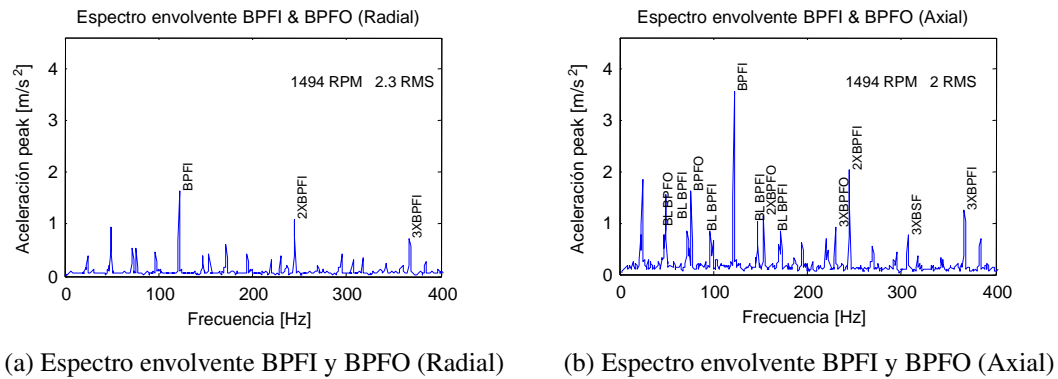 Espectro envolvente BPFI & BPFO (Radial)
1494 RPM 2.3 RMS
Aceleración peak [m/s²]
4
3
2
1
0
BPFI
2XBPFI
3XBPFI
0 100 200 300 400
Frecuencia [Hz]
(a) Espectro envolvente BPFI y BPFO (Radial)
Espectro envolvente BPFI & BPFO (Axial)
1494 RPM 2 RMS
Aceleración peak [m/s²]
4
3
2
1
0
BL BPFO
BL BPFI
BPFO
BL BPFI
BPFI
BL BPFI
2XBPFO
BL BPFI
3XBPFO
2XBPFI
3XBSF
3XBPFI
0 100 200 300 400
Frecuencia [Hz]
(b) Espectro envolvente BPFI y BPFO (Axial)